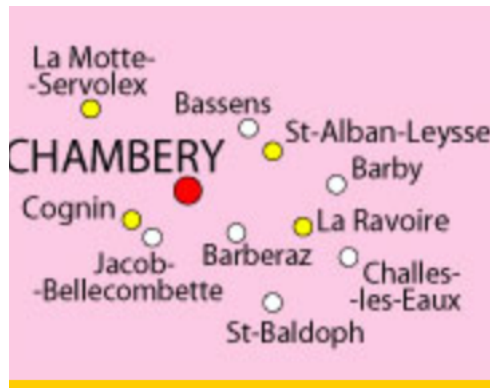 La Motte-
-Servolex
Bassens
St-Alban-Leysse
CHAMBERY
Barby
Cognin
La Ravoire
Jacob-
-Bellecombette
Barberaz
Challes-
-les-Eaux
St-Baldoph